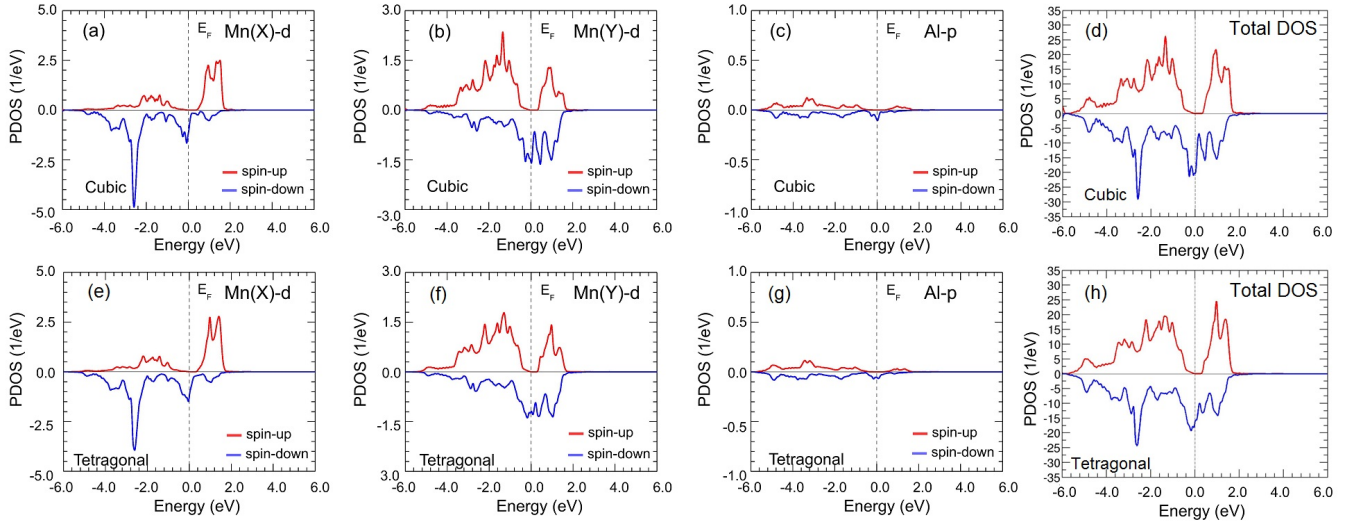 (a)
E_F
Mn(X)-d
PDOS (1/eV)
5.0
2.5
0.0
-2.5
5.0
spin-up
spin-down
Cubic
-6.0 -4.0 -2.0 0.0 2.0 4.0 6.0
Energy (eV)
(b)
E_F
Mn(Y)-d
PDOS (1/eV)
3.0
1.5
0.0
-1.5
3.0
spin-up
spin-down
Cubic
-6.0 -4.0 -2.0 0.0 2.0 4.0 6.0
Energy (eV)
(c)
E_F
Al-p
PDOS (1/eV)
1.0
0.5
0.0
-0.5
-1.0
spin-up
spin-down
Cubic
-6.0 -4.0 -2.0 0.0 2.0 4.0 6.0
Energy (eV)
(d)
Total DOS
PDOS (1/eV)
35
30
25
20
15
10
5
0
-5
-10
-15
-20
-25
-30
35
Cubic
-6.0 -4.0 -2.0 0.0 2.0 4.0 6.0
Energy (eV)
(e)
E_F
Mn(X)-d
PDOS (1/eV)
5.0
2.5
0.0
-2.5
-5.0
spin-up
spin-down
Tetragonal
-6.0 -4.0 -2.0 0.0 2.0 4.0 6.0
Energy (eV)
(f)
E_F
Mn(Y)-d
PDOS (1/eV)
3.0
1.5
0.0
-1.5
3.0
spin-up
spin-down
Tetragonal
-6.0 -4.0 -2.0 0.0 2.0 4.0 6.0
Energy (eV)
(g)
E_F
Al-p
PDOS (1/eV)
1.0
0.5
0.0
-0.5
-1.0
spin-up
spin-down
Tetragonal
-6.0 -4.0 -2.0 0.0 2.0 4.0 6.0
Energy (eV)
(h)
Total DOS
PDOS (1/eV)
35
30
25
20
15
10
5
0
-5
-10
-15
-20
-25
-30
35
Tetragonal
-6.0 -4.0 -2.0 0.0 2.0 4.0 6.0
Energy (eV)